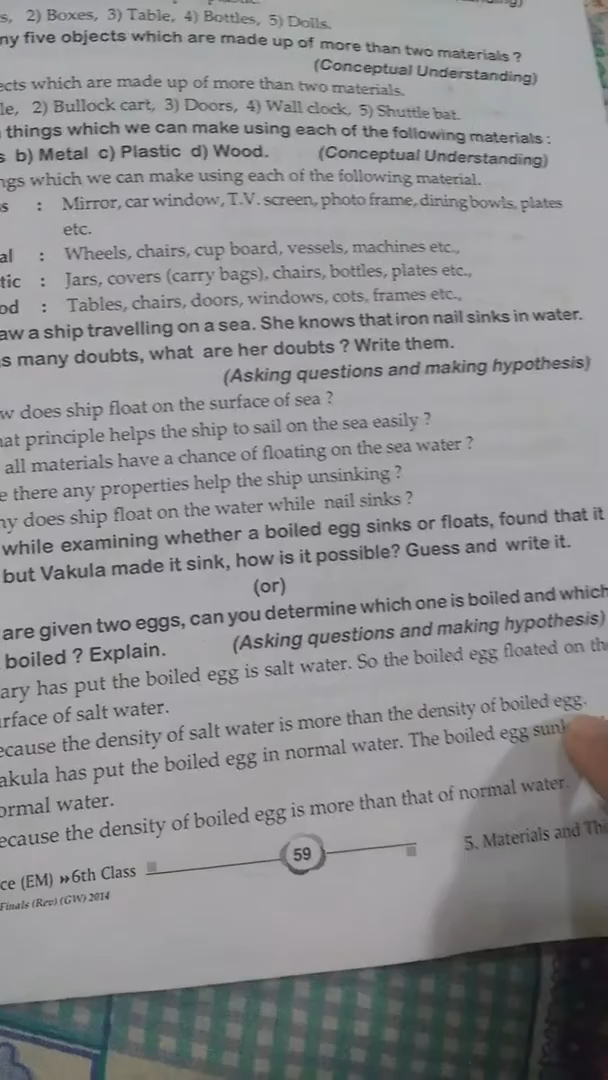 2) Boxes, 3) Table, 4) Bottles, 5) Dolls.
ny five objects which are made up of more than two materials ?
(Conceptual Understanding)
ects which are made up of more than two materials.
le, 2) Bullock cart, 3) Doors, 4) Wall clock, 5) Shuttle bat.
things which we can make using each of the following materials :
s b) Metal c) Plastic d) Wood. (Conceptual Understanding)
ngs which we can make using each of the following material.
s : Mirror, car window, T.V. screen, photo frame, dining bowls, plates
etc.
al : Wheels, chairs, cup board, vessels, machines etc.,
tic : Jars, covers (carry bags), chairs, bottles, plates etc.,
od : Tables, chairs, doors, windows, cots, frames etc.,
aw a ship travelling on a sea. She knows that iron nail sinks in water.
s many doubts, what are her doubts ? Write them.
(Asking questions and making hypothesis)
w does ship float on the surface of sea ?
at principle helps the ship to sail on the sea easily ?
all materials have a chance of floating on the sea water ?
e there any properties help the ship unsinking ?
y does ship float on the water while nail sinks ?
while examining whether a boiled egg sinks or floats, found that it
but Vakula made it sink, how is it possible? Guess and write it.
(or)
are given two eggs, can you determine which one is boiled and which
boiled ? Explain. (Asking questions and making hypothesis)
ary has put the boiled egg is salt water. So the boiled egg floated on the
rface of salt water.
ecause the density of salt water is more than the density of boiled egg.
akula has put the boiled egg in normal water. The boiled egg sunk
ormal water.
ecause the density of boiled egg is more than that of normal water.
ce (EM) »6th Class 59 5. Materials and Thi
Finals (Rev) (GW) 2014